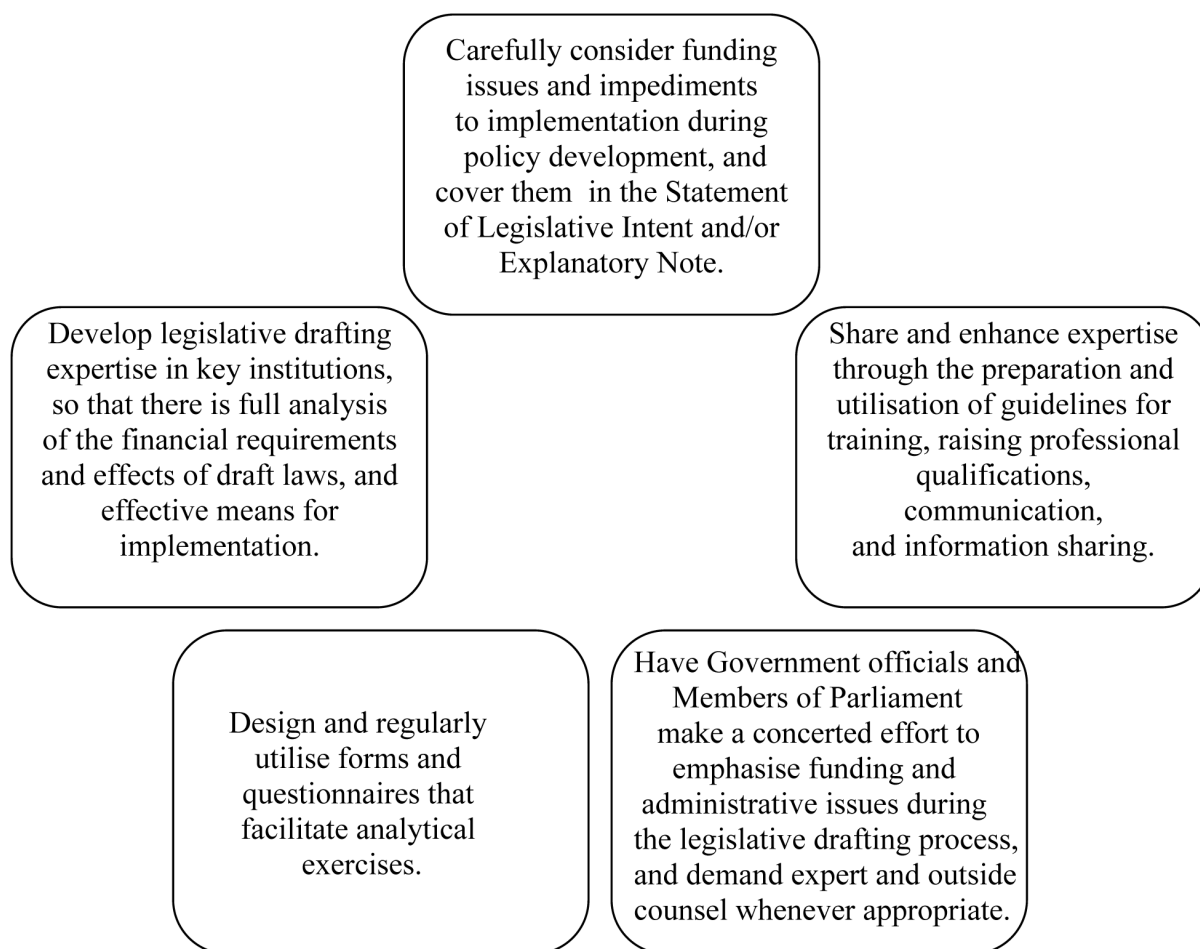 Carefully consider funding
issues and impediments
to implementation during
policy development, and
cover them in the Statement
of Legislative Intent and/or
Explanatory Note.
Develop legislative drafting
expertise in key institutions,
so that there is full analysis
of the financial requirements
and effects of draft laws, and
effective means for
implementation.
Share and enhance expertise
through the preparation and
utilisation of guidelines for
training, raising professional
qualifications,
communication,
and information sharing.
Design and regularly
utilise forms and
questionnaires that
facilitate analytical
exercises.
Have Government officials and
Members of Parliament
make a concerted effort to
emphasise funding and
administrative issues during
the legislative drafting process,
and demand expert and outside
counsel whenever appropriate.